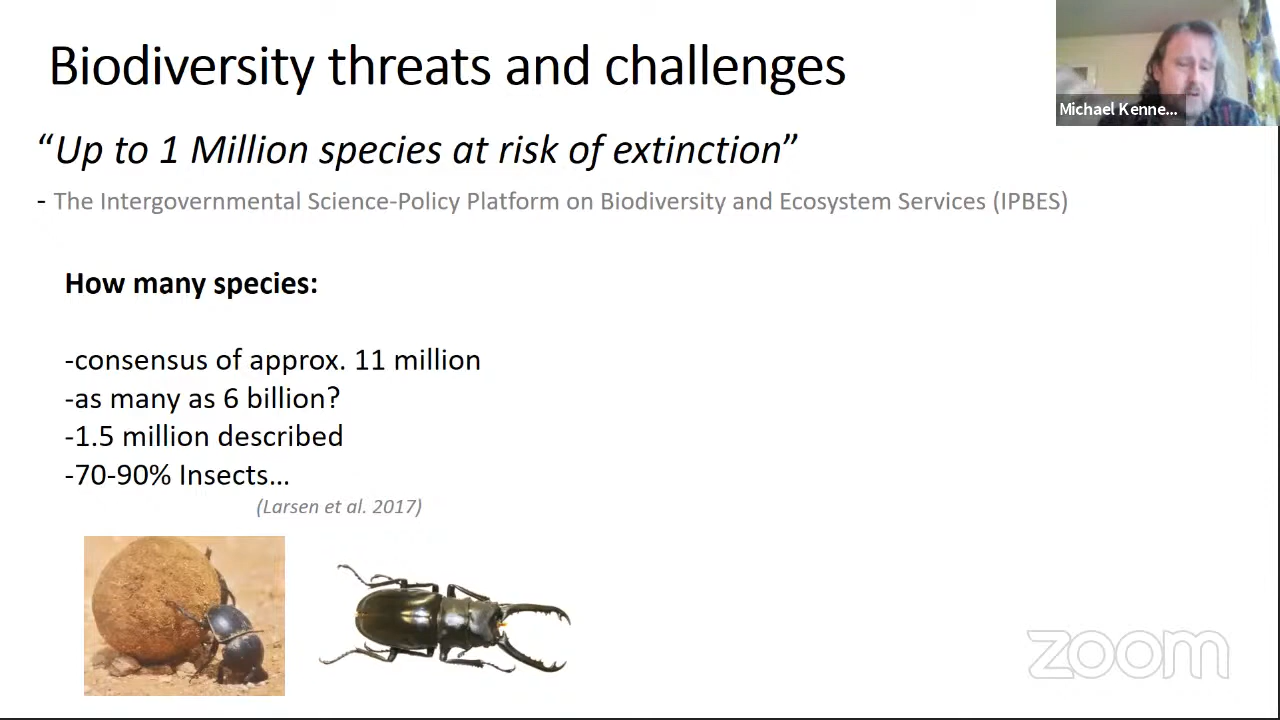 Biodiversity threats and challenges
Michael Kenne...
“Up to 1 Million species at risk of extinction”
- The Intergovernmental Science-Policy Platform on Biodiversity and Ecosystem Services (IPBES)
How many species:
-consensus of approx. 11 million
-as many as 6 billion?
-1.5 million described
-70-90% Insects…
(Larsen et al. 2017)
zoom